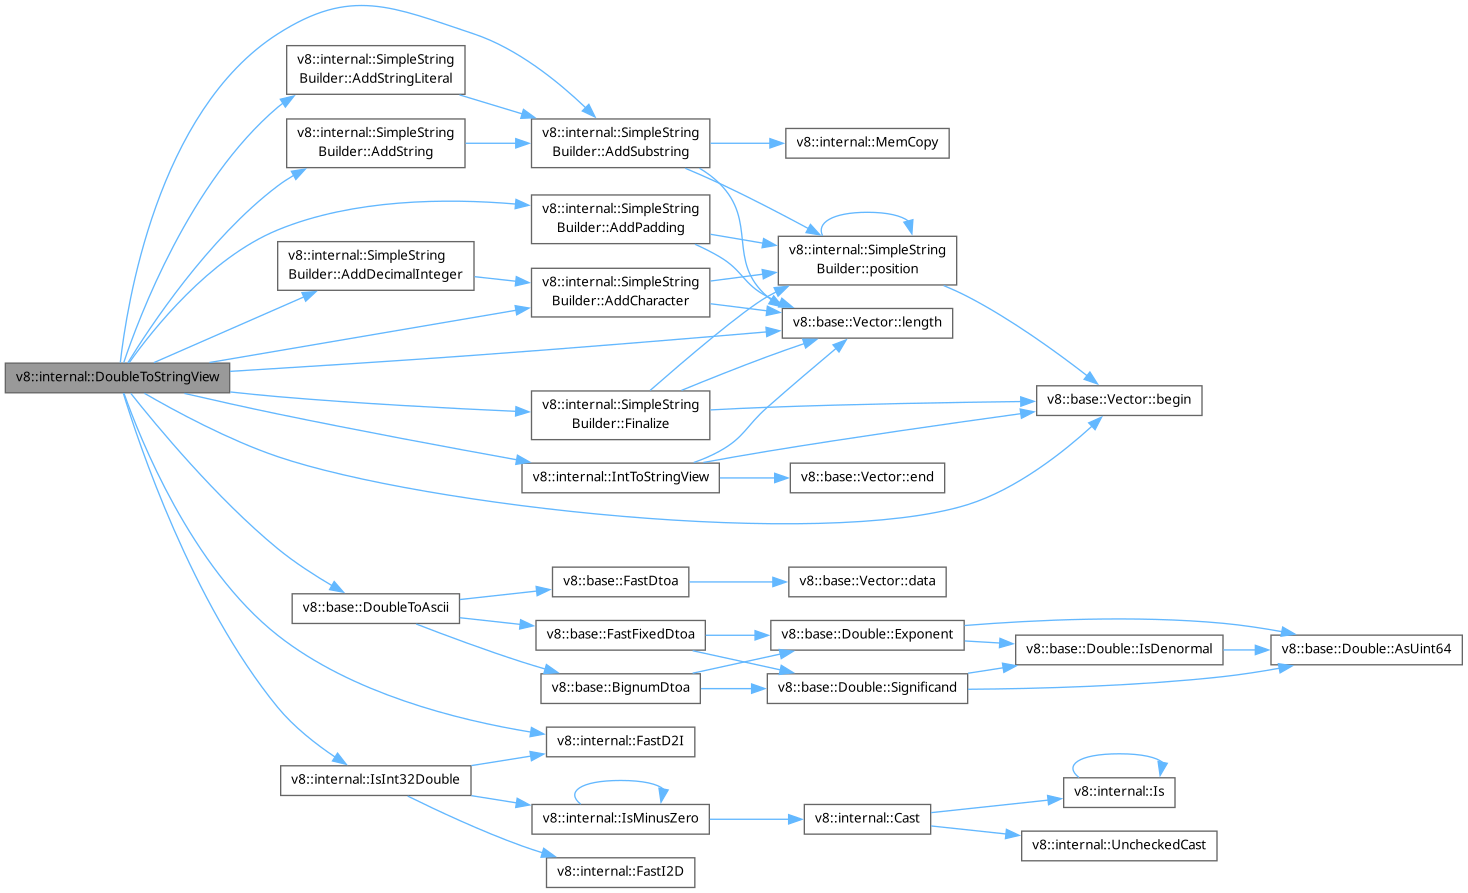 v8::internal::SimpleString
Builder::AddStringLiteral
v8::internal::SimpleString
Builder::AddString
v8::internal::SimpleString
Builder::AddSubstring
v8::internal::MemCopy
v8::internal::SimpleString
Builder::AddPadding
v8::internal::SimpleString
Builder::AddDecimalInteger
v8::internal::SimpleString
Builder::position
v8::internal::SimpleString
Builder::AddCharacter
v8::base::Vector::length
v8::internal::DoubleToStringView
v8::internal::SimpleString
Builder::Finalize
v8::base::Vector::begin
v8::internal::IntToStringView
v8::base::Vector::end
v8::base::FastDtoa
v8::base::Vector::data
v8::base::DoubleToAscii
v8::base::FastFixedDtoa
v8::base::Double::Exponent
v8::base::Double::IsDenormal
v8::base::Double::AsUint64
v8::base::BignumDtoa
v8::base::Double::Significand
v8::internal::FastD2I
v8::internal::IsInt32Double
v8::internal::Is
v8::internal::IsMinusZero
v8::internal::Cast
v8::internal::UncheckedCast
v8::internal::FastI2D